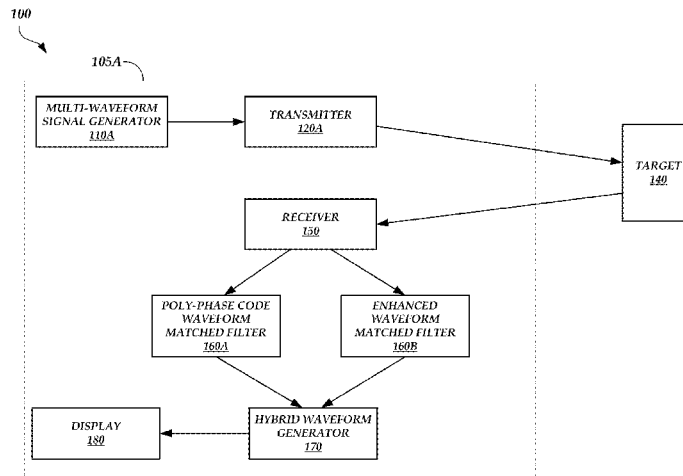 100
105A
MULTI-WAVEFORM
SIGNAL GENERATOR
110A
TRANSMITTER
120A
TARGET
140
RECEIVER
150
POLY-PHASE CODE
WAVEFORM
MATCHED FILTER
160A
ENHANCED
WAVEFORM
MATCHED FILTER
160B
DISPLAY
180
HYBRID WAVEFORM
GENERATOR
170